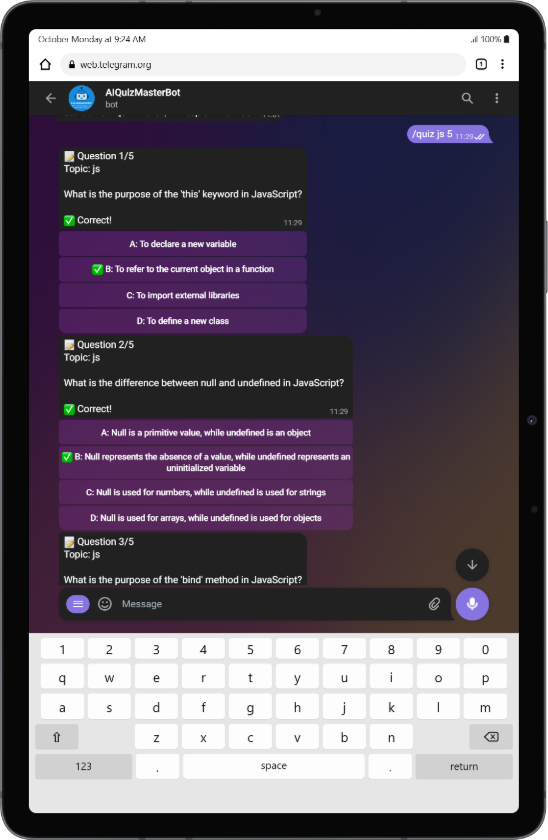 October Monday at 9:24 AM
100%
web.telegram.org
1
AIQuizMasterBot
bot
/quiz js 5 11:29
Question 1/5
Topic: js
What is the purpose of the 'this' keyword in JavaScript?
Correct!
11:29
A: To declare a new variable
B: To refer to the current object in a function
C: To import external libraries
D: To define a new class
Question 2/5
Topic: js
What is the difference between null and undefined in JavaScript?
Correct!
11:29
A: Null is a primitive value, while undefined is an object
B: Null represents the absence of a value, while undefined represents an
uninitialized variable
C: Null is used for numbers, while undefined is used for strings
D: Null is used for arrays, while undefined is used for objects
Question 3/5
Topic: js
What is the purpose of the 'bind' method in JavaScript?
Message
1 2 3 4 5 6 7 8 9 0
q w e r t y u i o p
a s d f g h j k l m
z x c v b n
123 , space . return